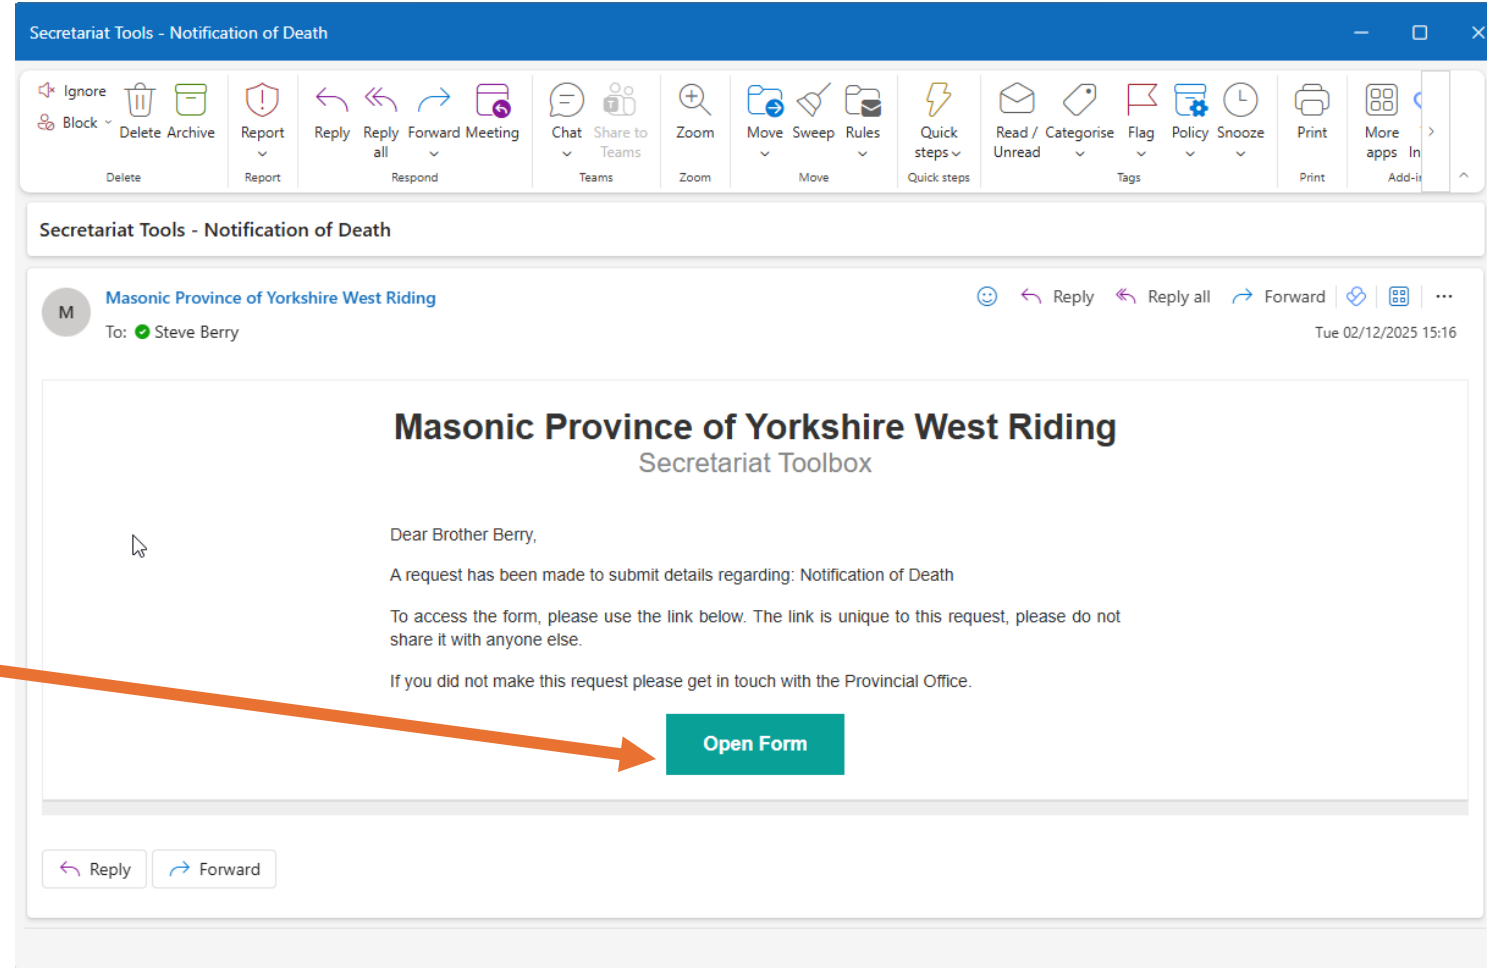 Secretariat Tools - Notification of Death
Ignore
Block
Delete Archive
Delete
Report
Report
Reply Reply all Forward Meeting
Respond
Chat Share to Teams
Teams
Zoom
Zoom
Move Sweep Rules
Move
Quick steps
Quick steps
Read / Unread Categorise Flag Policy Snooze
Tags
Print
Print
More apps
Secretariat Tools - Notification of Death
M
Masonic Province of Yorkshire West Riding
To: Steve Berry
Reply Reply all Forward
Tue 02/12/2025 15:16
Masonic Province of Yorkshire West Riding
Secretariat Toolbox
Dear Brother Berry,
A request has been made to submit details regarding: Notification of Death
To access the form, please use the link below. The link is unique to this request, please do not
share it with anyone else.
If you did not make this request please get in touch with the Provincial Office.
Open Form
Reply Forward